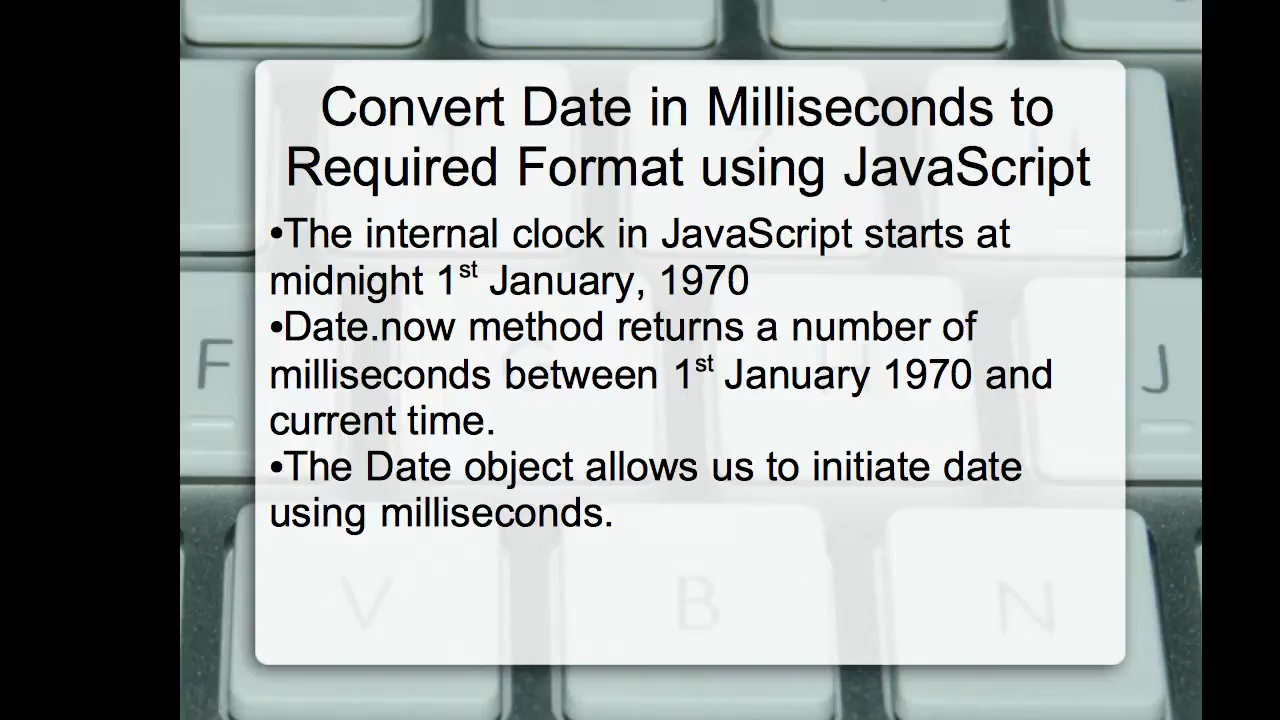 Convert Date in Milliseconds to
Required Format using JavaScript
•The internal clock in JavaScript starts at
midnight 1st January, 1970
•Date.now method returns a number of
milliseconds between 1st January 1970 and
current time.
•The Date object allows us to initiate date
using milliseconds.
F
J
V
B
N